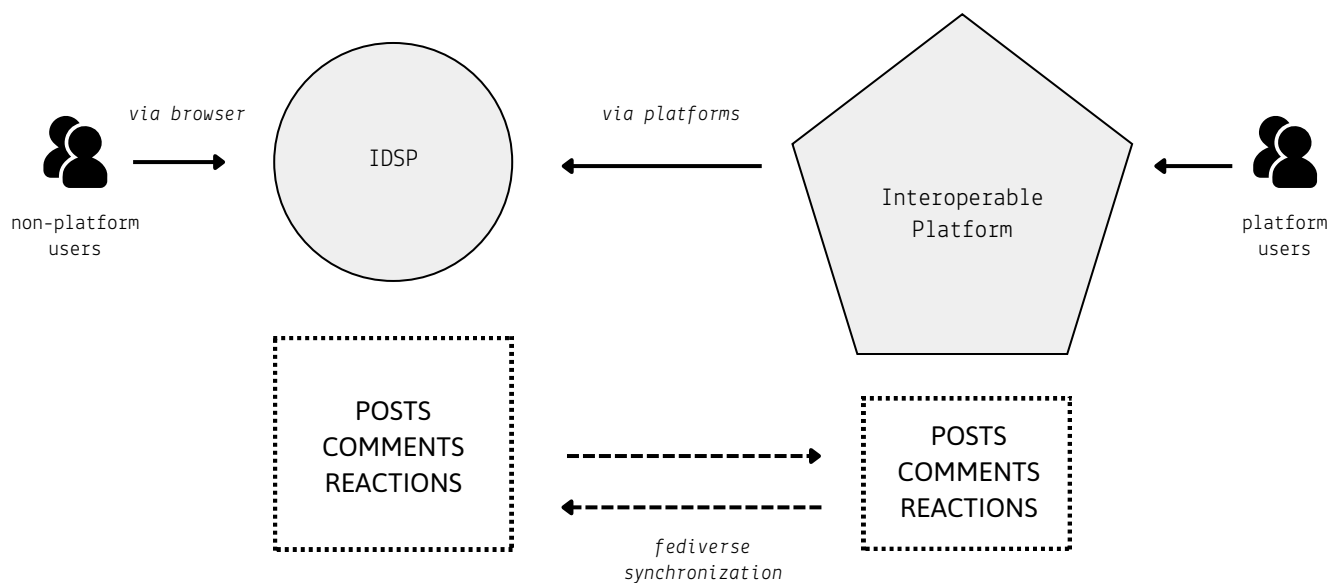 via browser
non-platform
users
IDSP
via platforms
Interoperable
Platform
platform
users
POSTS
COMMENTS
REACTIONS
POSTS
COMMENTS
REACTIONS
fediverse
synchronization